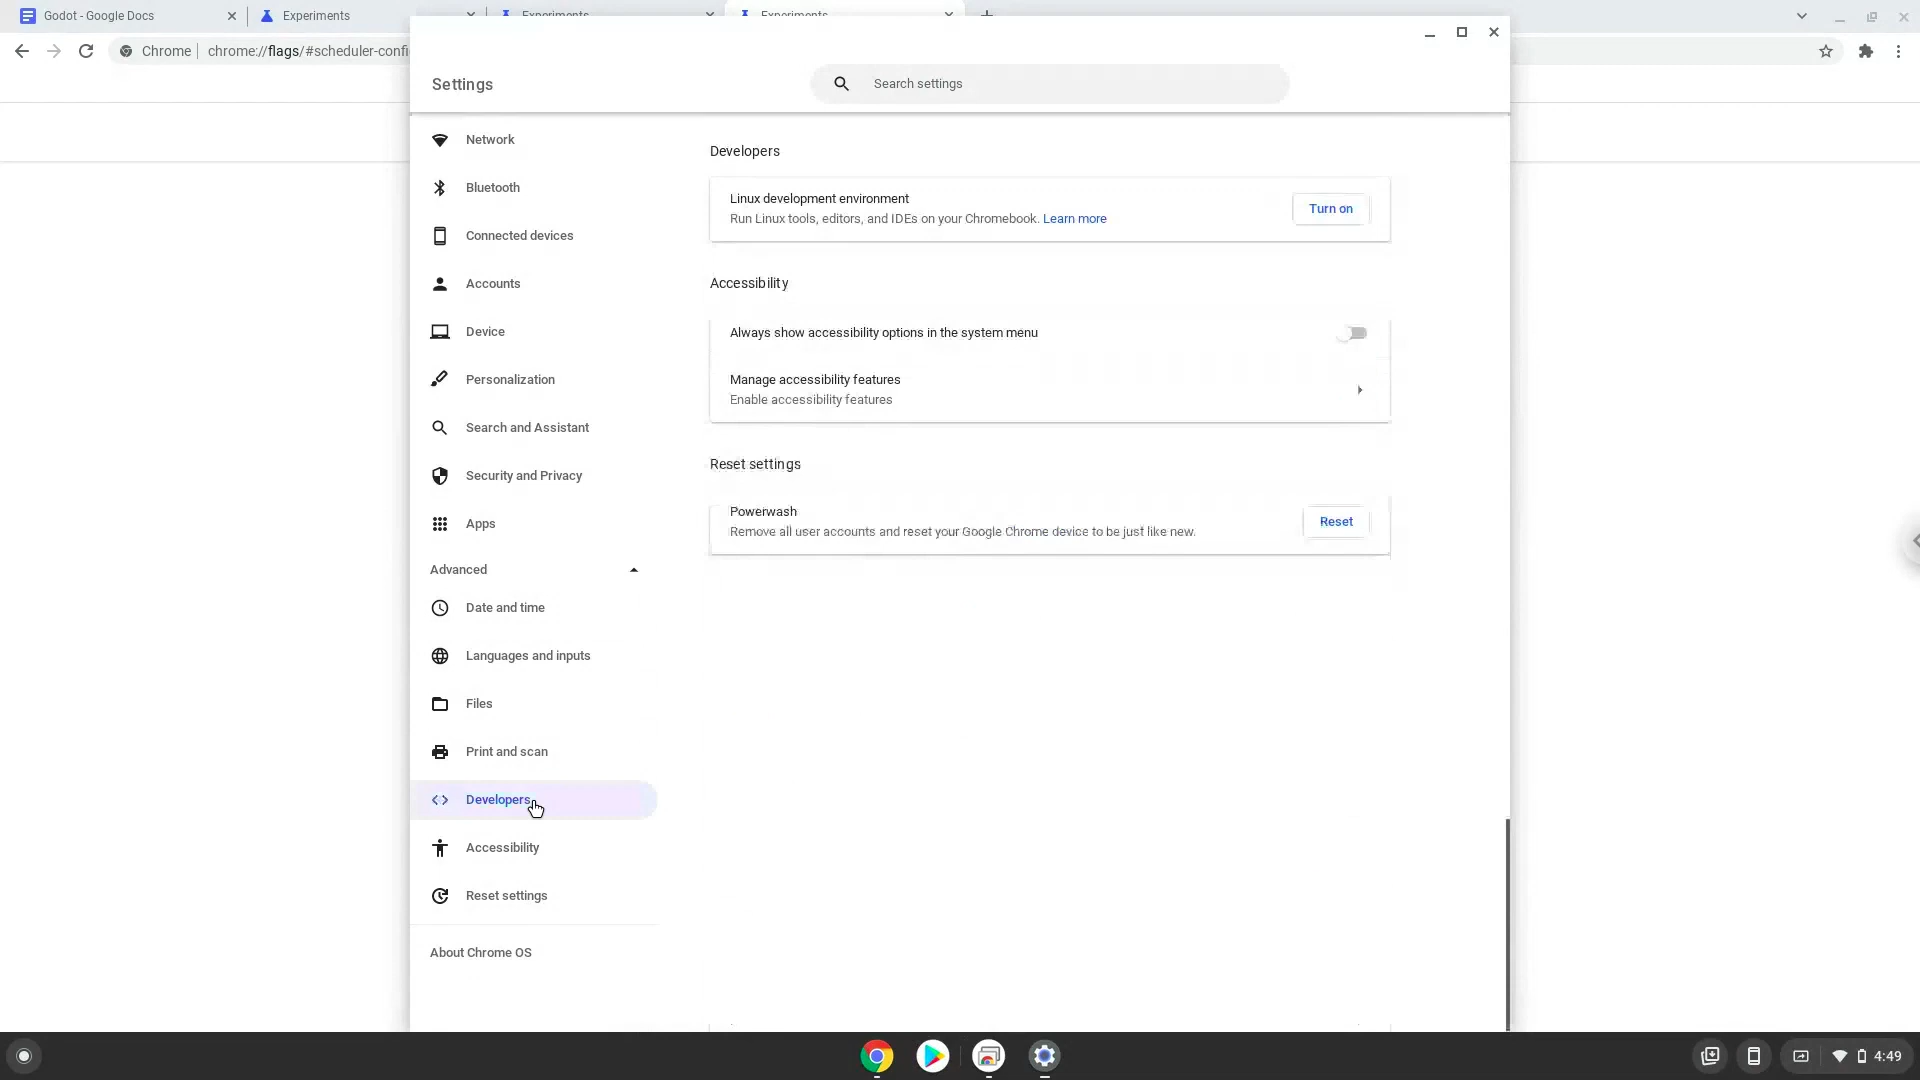 Godot - Google Docs
Experiments
Experiments
Experiments
Chrome
chrome://flags/#scheduler-confi
Settings
Search settings
Network
Bluetooth
Connected devices
Accounts
Device
Personalization
Search and Assistant
Security and Privacy
Apps
Advanced
Date and time
Languages and inputs
Files
Print and scan
Developers
Accessibility
Reset settings
About Chrome OS
Developers
Linux development environment
Run Linux tools, editors, and IDEs on your Chromebook. Learn more
Turn on
Accessibility
Always show accessibility options in the system menu
Manage accessibility features
Enable accessibility features
Reset settings
Powerwash
Remove all user accounts and reset your Google Chrome device to be just like new.
Reset
4:49